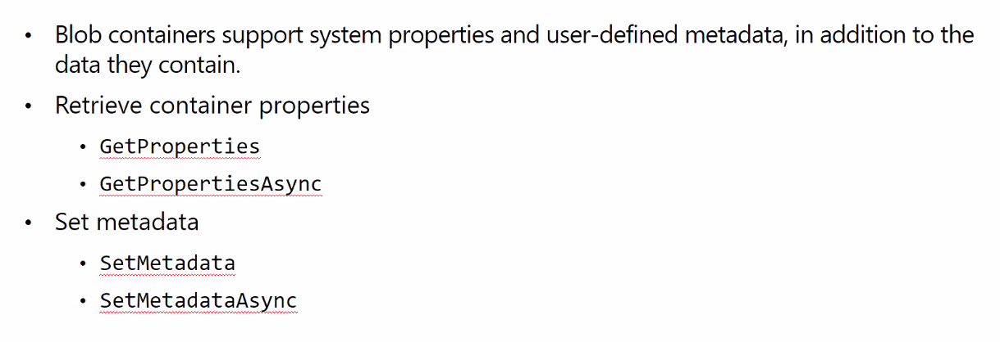 • Blob containers support system properties and user-defined metadata, in addition to the
data they contain.
• Retrieve container properties
• GetProperties
• GetPropertiesAsync
• Set metadata
• SetMetadata
• SetMetadataAsync